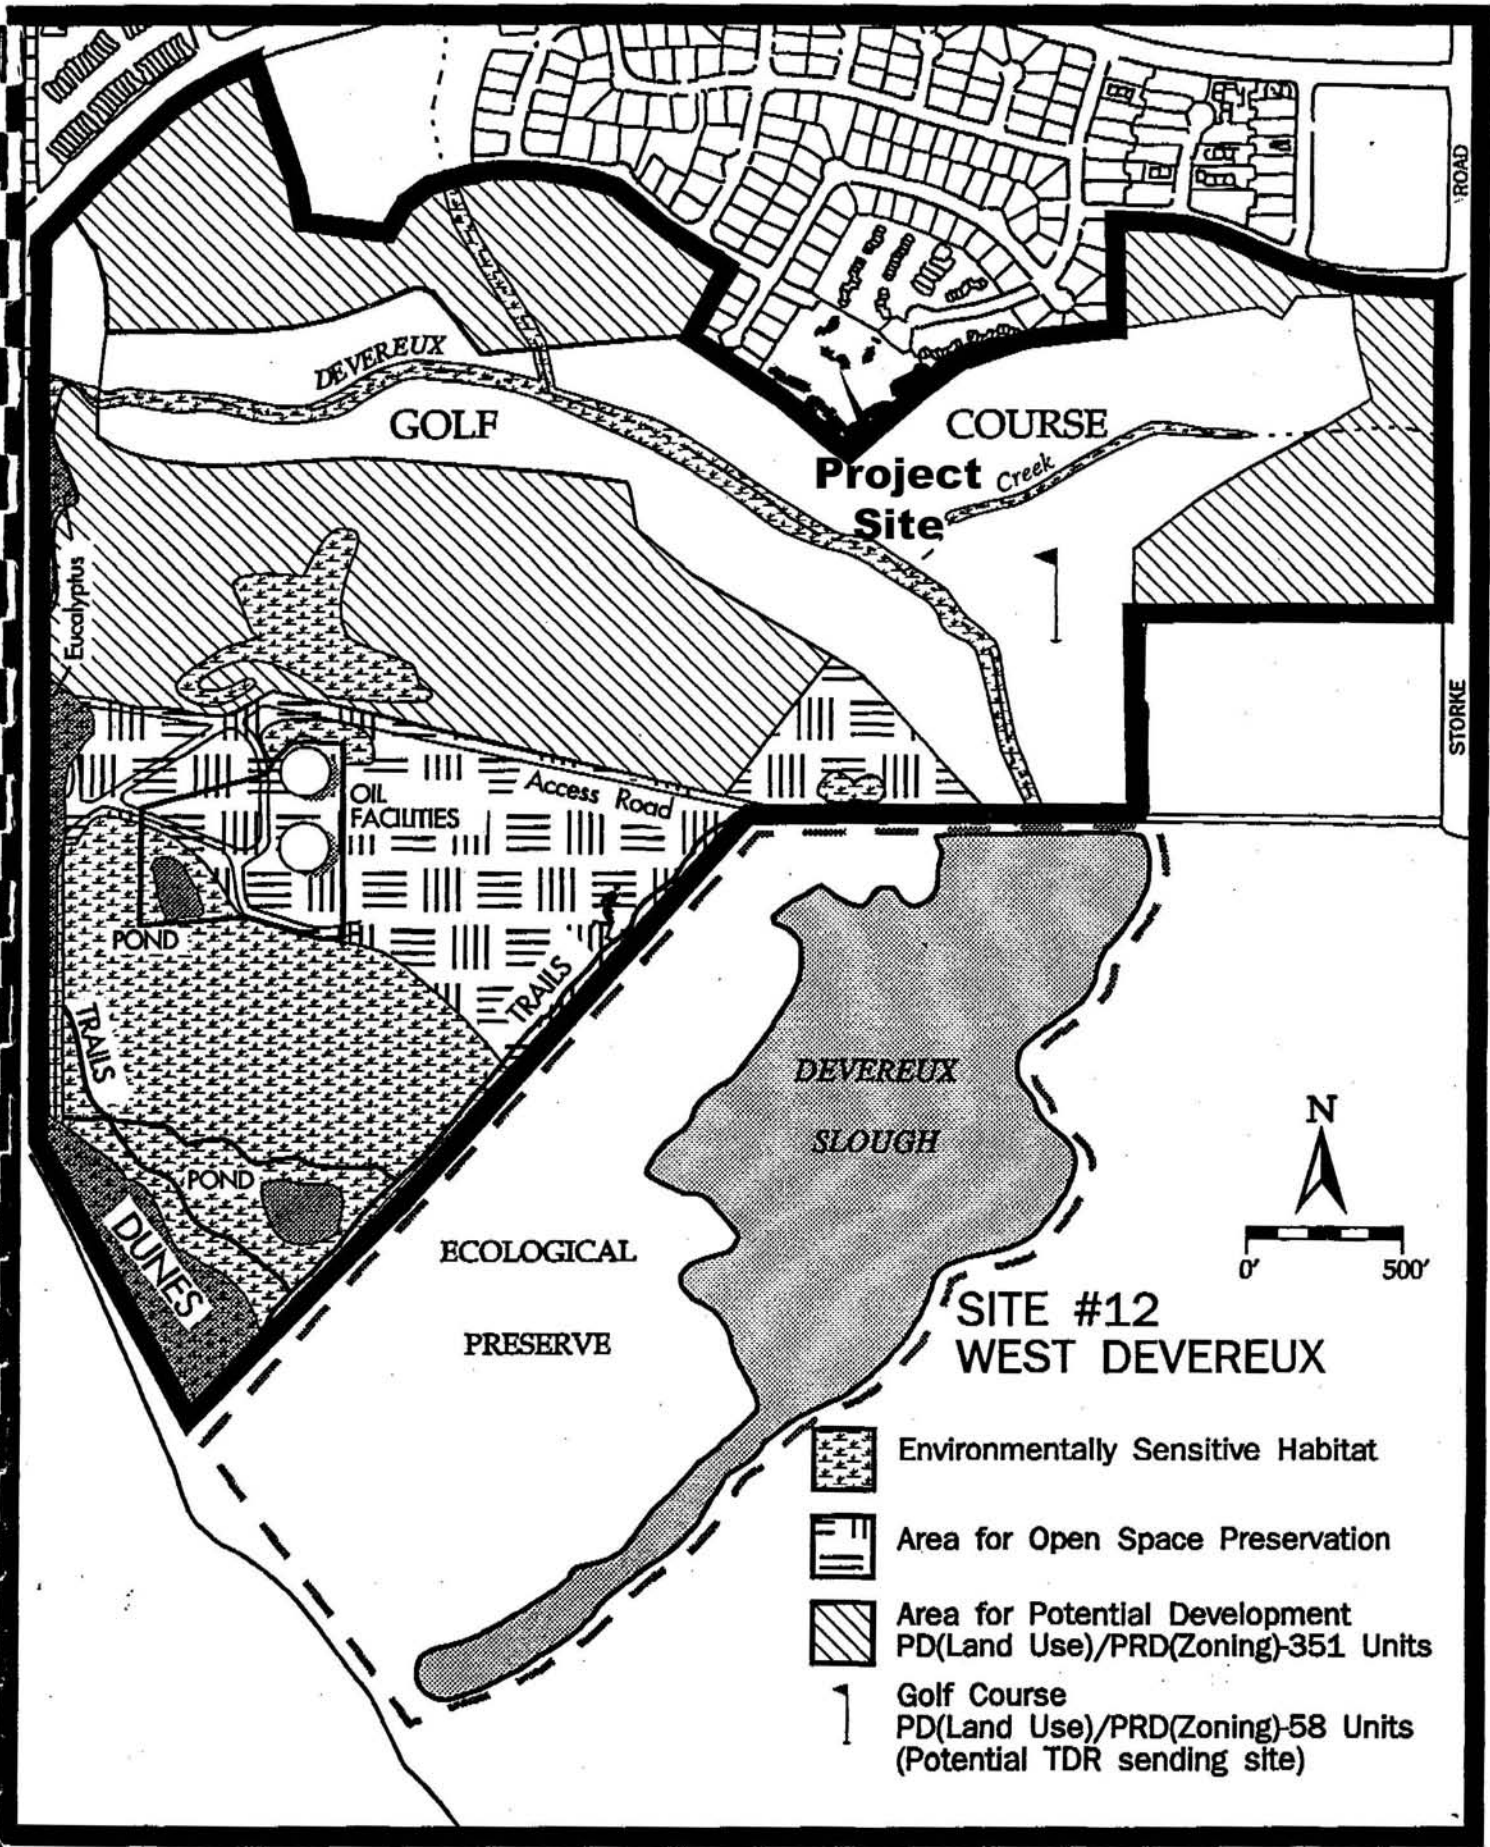 ROAD
DEVEREUX
GOLF
COURSE
Project
Site
Creek
Eucalyptus
STORKE
Access Road
OIL
FACILITIES
POND
TRAILS
TRAILS
DEVEREUX
SLOUGH
N
POND
DUNES
ECOLOGICAL
PRESERVE
0' 500'
SITE #12
WEST DEVEREUX
Environmentally Sensitive Habitat
Area for Open Space Preservation
Area for Potential Development
PD(Land Use)/PRD(Zoning)-351 Units
Golf Course
PD(Land Use)/PRD(Zoning)-58 Units
(Potential TDR sending site)